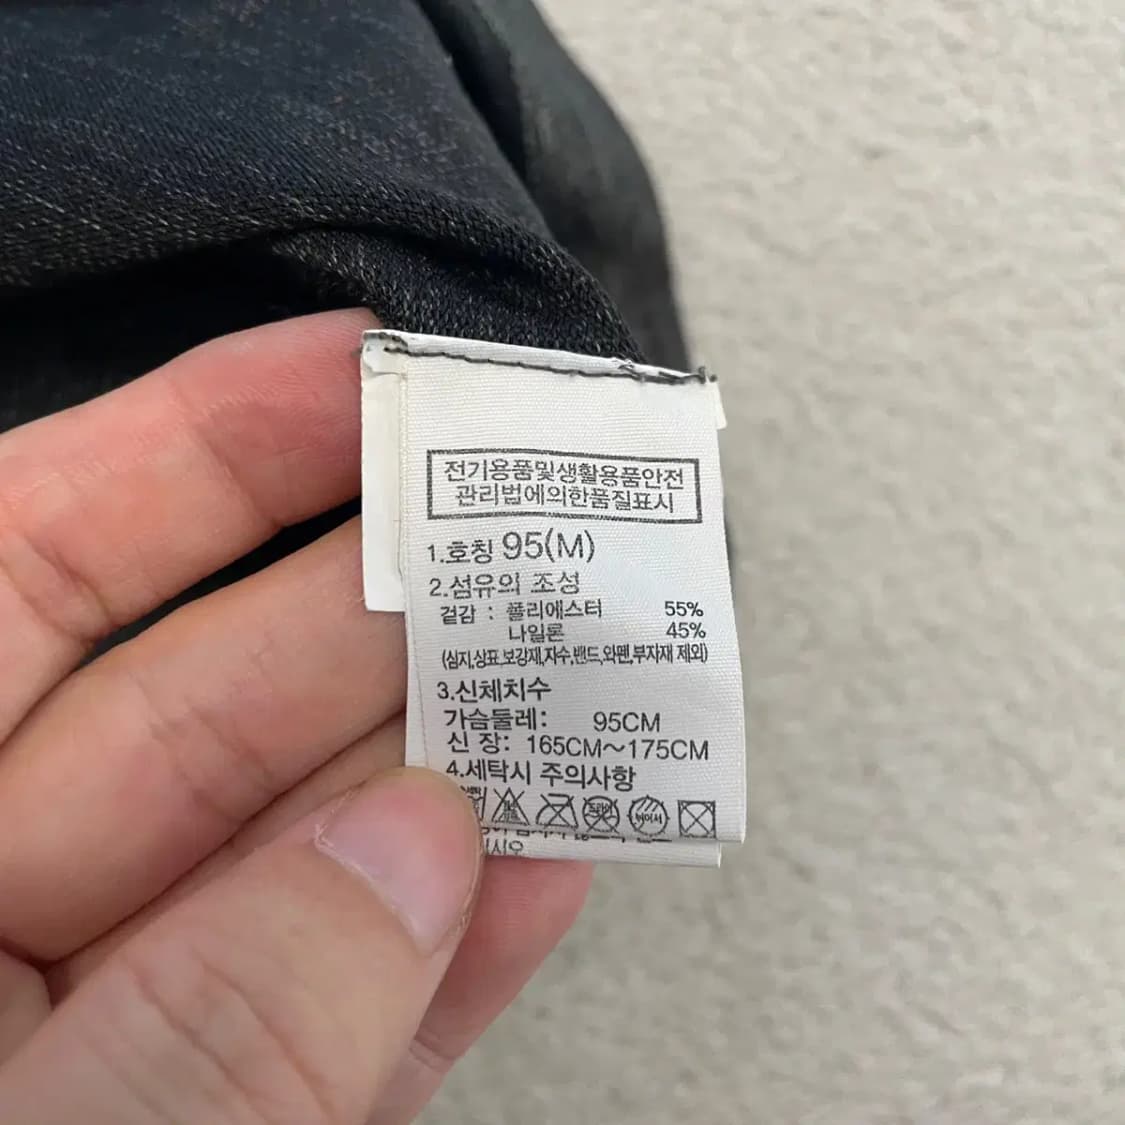 전기용품및생활용품안전
관리법에의한품질표시
1.호칭 95(M)
2.섬유의 조성
겉감 : 폴리에스터 55%
나일론 45%
(심지,상표,보강재,자수,밴드,와펜,부자재 제외)
3.신체치수
가슴둘레: 95CM
신 장: 165CM~175CM
4.세탁시 주의사항
드라이